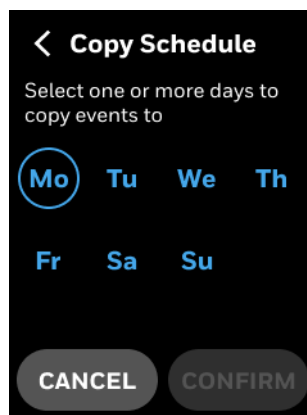 Copy Schedule
Select one or more days to
copy events to
Mo Tu We Th
Fr Sa Su
CANCEL CONFIRM